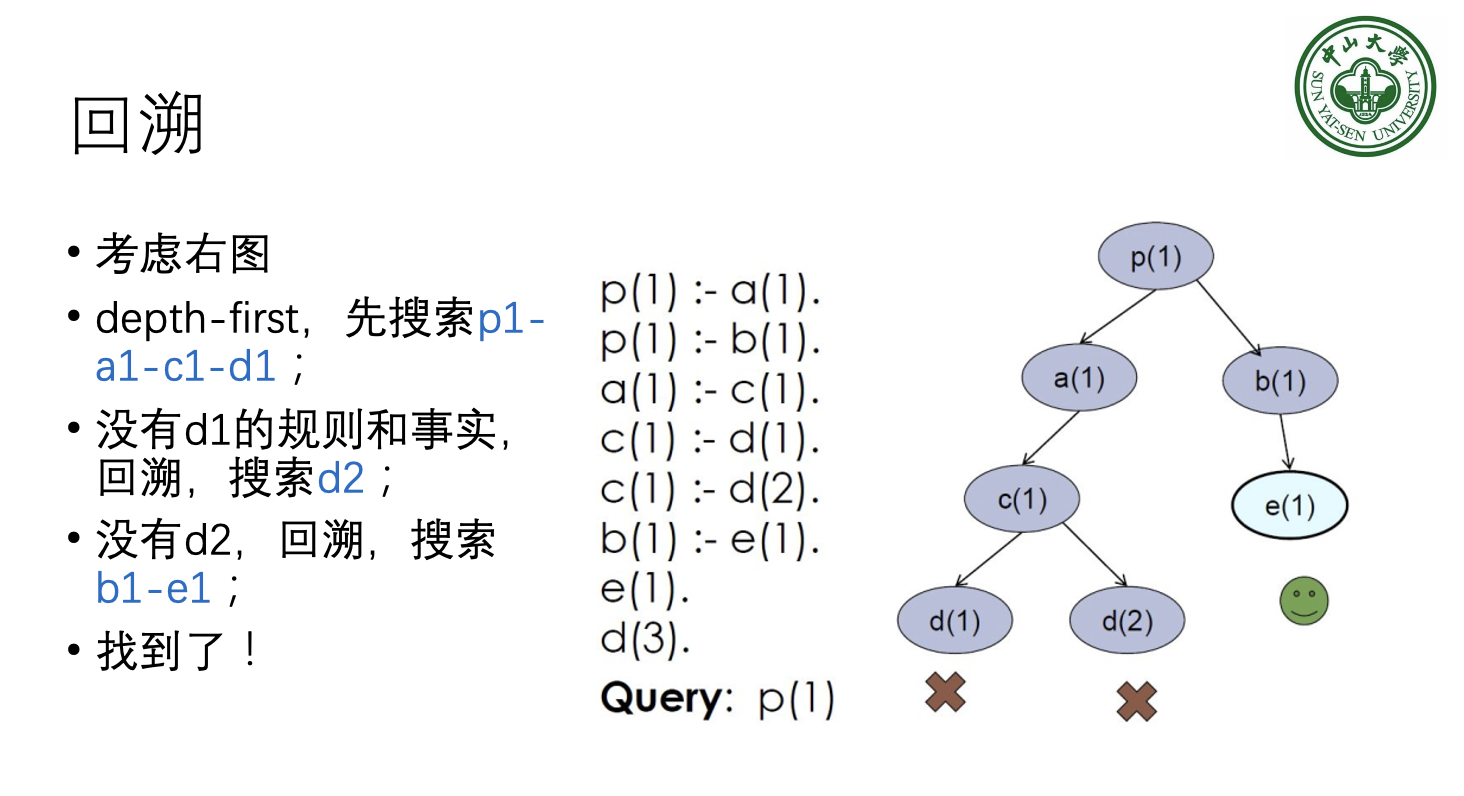 中山大学
SUN YAT-SEN UNIVERSITY
回溯
• 考虑右图
• depth-first，先搜索p1-
a1-c1-d1；
• 没有d1的规则和事实，
回溯，搜索d2；
• 没有d2，回溯，搜索
b1-e1；
• 找到了！
p(1) :- a(1).
p(1) :- b(1).
a(1) :- c(1).
c(1) :- d(1).
c(1) :- d(2).
b(1) :- e(1).
e(1).
d(3).
Query: p(1)
p(1)
a(1)
b(1)
c(1)
e(1)
d(1)
d(2)